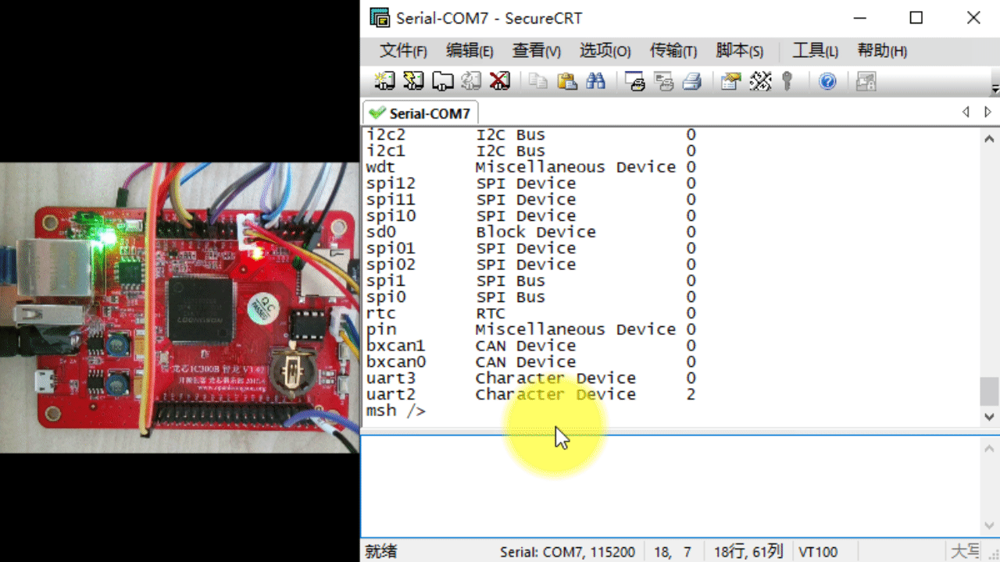 Serial-COM7 - SecureCRT
文件(F) 编辑(E) 查看(V) 选项(O) 传输(T) 脚本(S) 工具(L) 帮助(H)
Serial-COM7
i2c2 I2C Bus 0
i2c1 I2C Bus 0
wdt Miscellaneous Device 0
spi12 SPI Device 0
spi11 SPI Device 0
spi10 SPI Device 0
sd0 Block Device 0
spi01 SPI Device 0
spi02 SPI Device 0
spi1 SPI Bus 0
spi0 SPI Bus 0
rtc RTC 0
pin Miscellaneous Device 0
bxcan1 CAN Device 0
bxcan0 CAN Device 0
uart3 Character Device 0
uart2 Character Device 2
msh />
就绪 Serial: COM7, 115200 18, 7 18行, 61列 VT100 大写
QC
PASSED